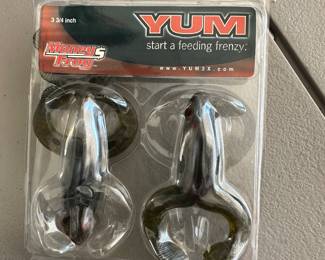 3 3/4 inch
YUM
Money
Frog
start a feeding frenzy.
www.YUM3X.com